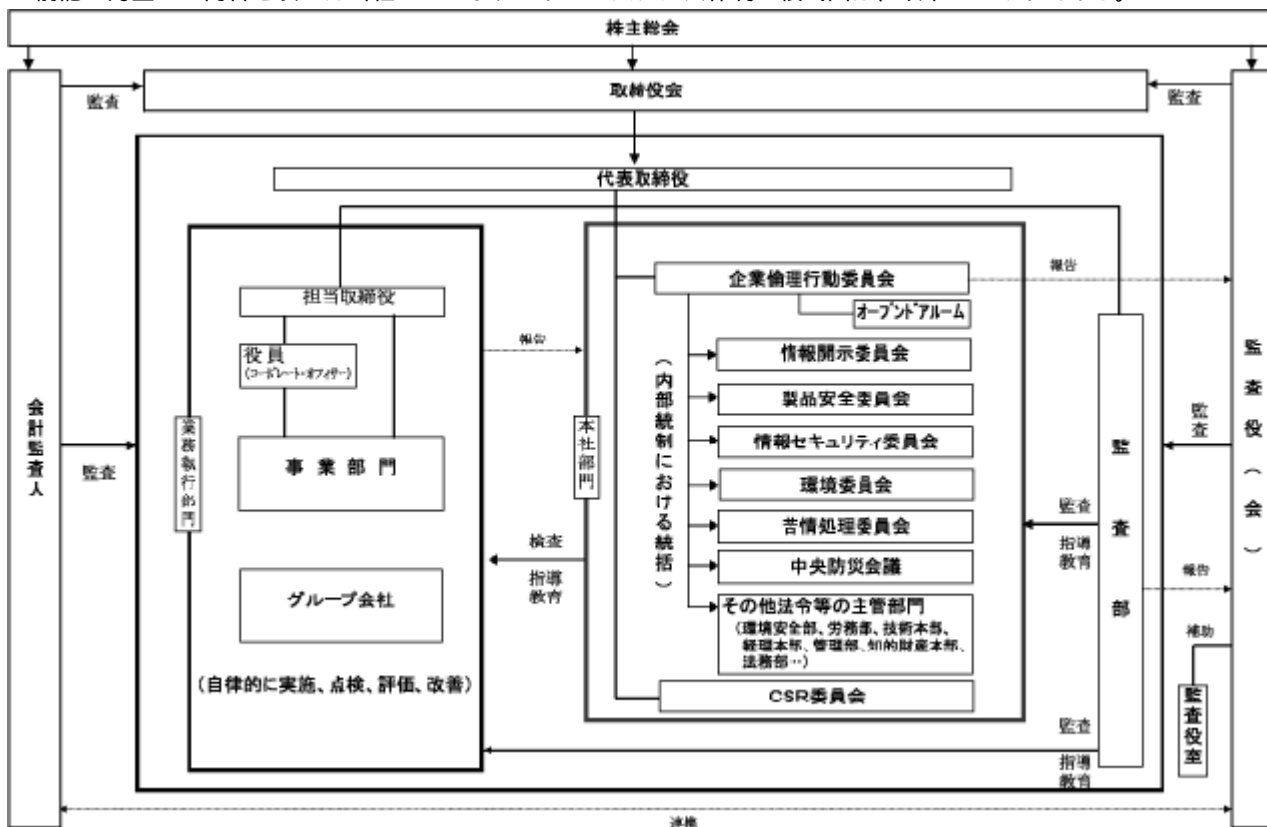 株主総会
取締役会
監査
監査
代表取締役
企業倫理行動委員会
報告
オープンドアルーム
担当取締役
役員
(コーポレート・オフィサー)
報告
情報開示委員会
製品安全委員会
情報セキュリティ委員会
環境委員会
苦情処理委員会
中央防災会議
その他法令等の主管部門
(環境安全部、労務部、技術本部、
経理本部、管理部、知的財産本部、
法務部…)
CSR委員会
(内部統制における統括)
本社部門
業務執行部門
事業部門
グループ会社
(自律的に実施、点検、評価、改善)
検査
指導
教育
会計監査人
監査
監査部
監査
指導
教育
監査
指導
教育
監査役(会)
監査
報告
補助
監査役室
連携